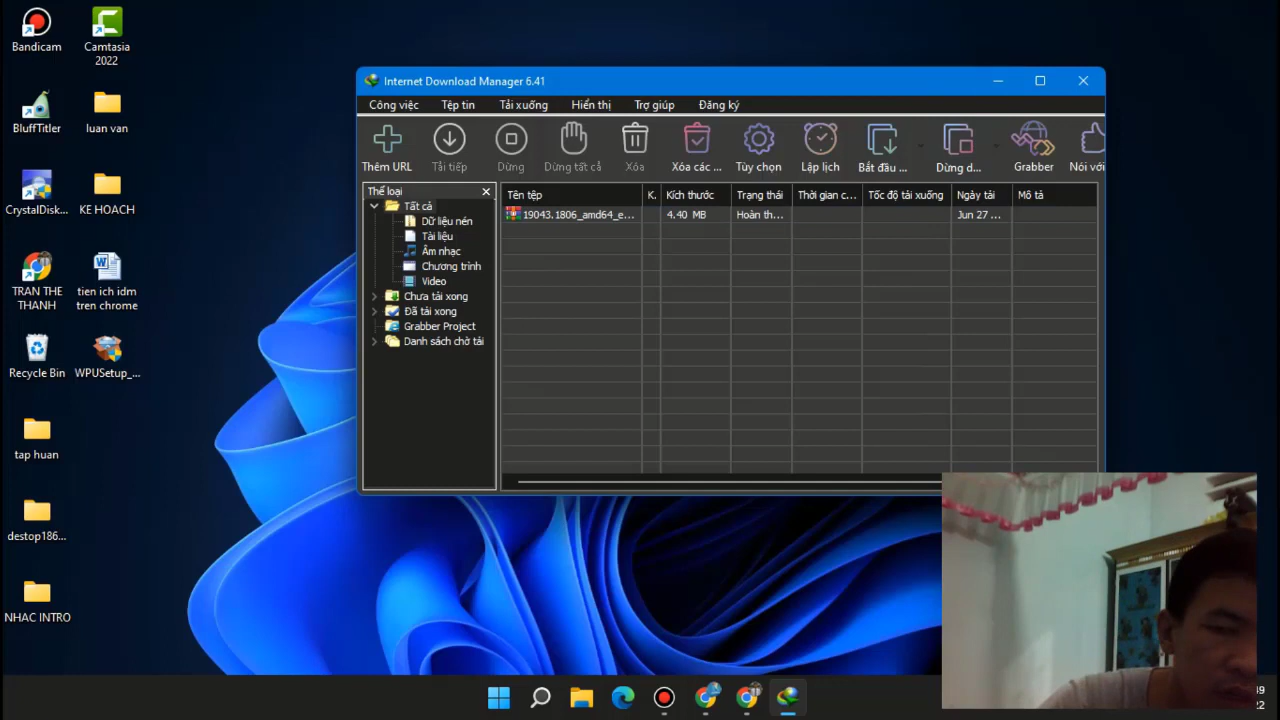 Bandicam
Camtasia
2022
BluffTitler
luan van
CrystalDisk...
KE HOACH
TRAN THE
THANH
tien ich idm
tren chrome
Recycle Bin
WPUSetup_...
tap huan
destop186...
NHAC INTRO
Internet Download Manager 6.41
Công việc Tệp tin Tải xuống Hiển thị Trợ giúp Đăng ký
Thêm URL Tải tiếp Dừng Dừng tất cả Xóa Xóa các ... Tùy chọn Lập lịch Bắt đầu ... Dừng d... Grabber Nói với
Thể loại
Tất cả
Dữ liệu nén
Tài liệu
Âm nhạc
Chương trình
Video
Chưa tải xong
Đã tải xong
Grabber Project
Danh sách chờ tải
Tên tệp K. Kích thước Trạng thái Thời gian c... Tốc độ tải xuống Ngày tải Mô tả
19043.1806_amd64_e... 4.40 MB Hoàn th... Jun 27 ...
49
22